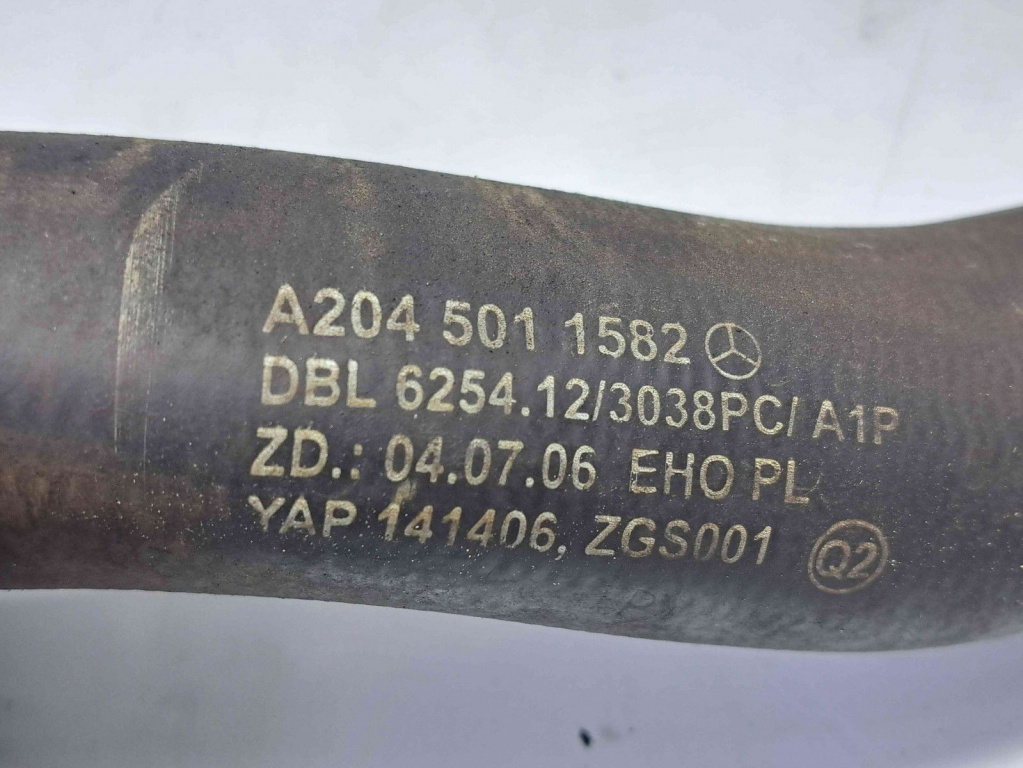 A204 501 1582
DBL 6254.12/3038PC/ A1P
ZD.: 04.07.06 EHO PL
YAP 141406, ZGS001
Q2